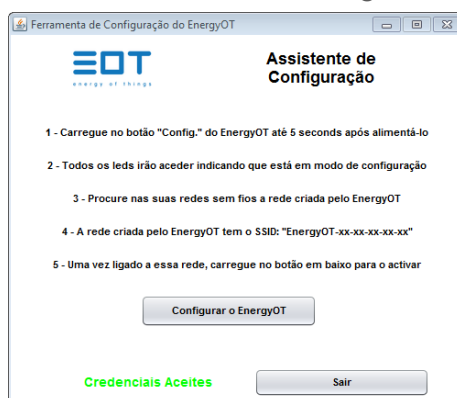 Ferramenta de Configuração do EnergyOT
EOT
energy of things
Assistente de
Configuração
1 - Carregue no botão "Config." do EnergyOT até 5 seconds após alimentá-lo
2 - Todos os leds irão aceder indicando que está em modo de configuração
3 - Procure nas suas redes sem fios a rede criada pelo EnergyOT
4 - A rede criada pelo EnergyOT tem o SSID: "EnergyOT-xx-xx-xx-xx-xx"
5 - Uma vez ligado a essa rede, carregue no botão em baixo para o activar
Configurar o EnergyOT
Credenciais Aceites
Sair